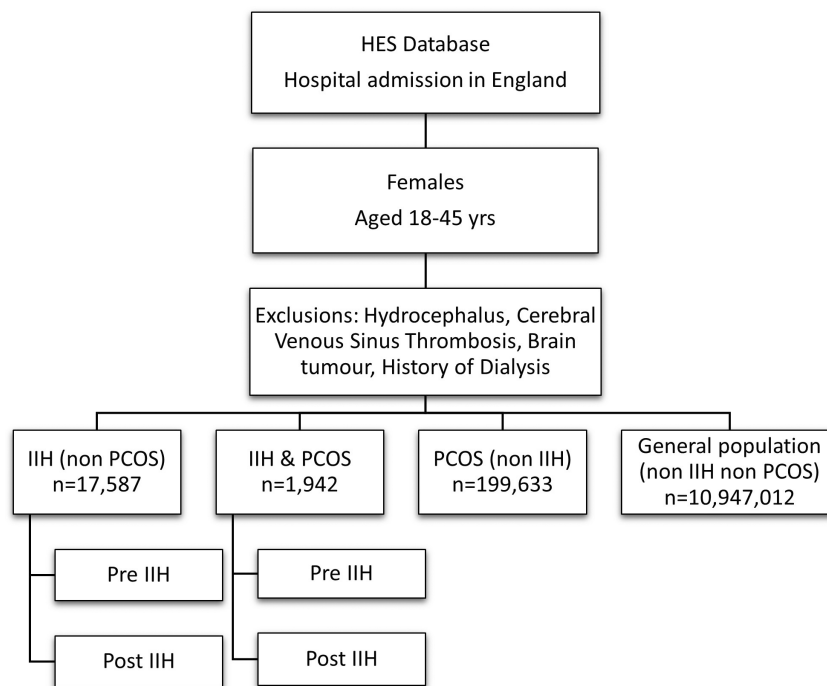 HES Database
Hospital admission in England
Females
Aged 18-45 yrs
Exclusions: Hydrocephalus, Cerebral
Venous Sinus Thrombosis, Brain
tumour, History of Dialysis
IIH (non PCOS)
n=17,587
IIH & PCOS
n=1,942
PCOS (non IIH)
n=199,633
General population
(non IIH non PCOS)
n=10,947,012
Pre IIH
Pre IIH
Post IIH
Post IIH